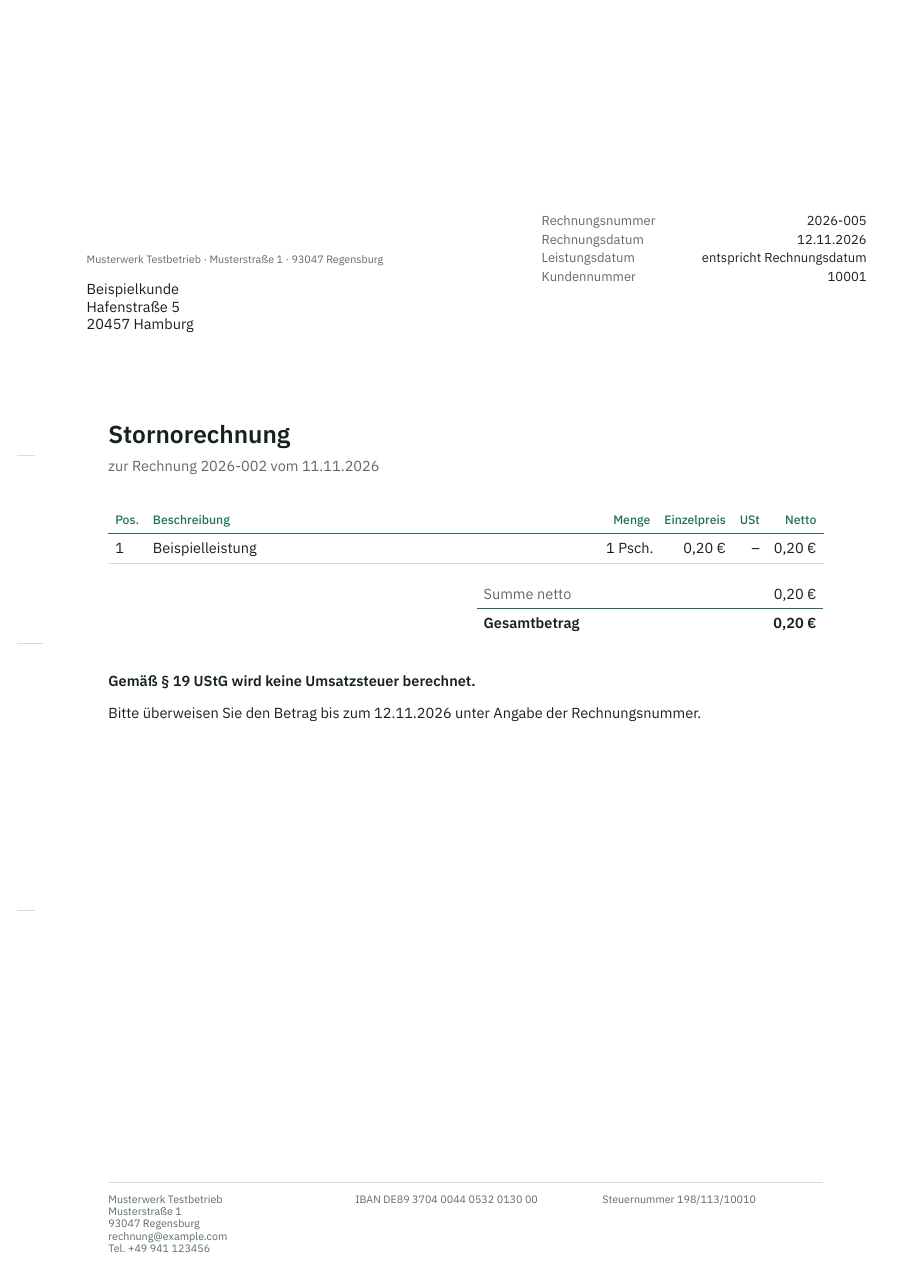 Rechnungsnummer 2026-005
Rechnungsdatum 12.11.2026
Leistungsdatum entspricht Rechnungsdatum
Kundennummer 10001
Musterwerk Testbetrieb · Musterstraße 1 · 93047 Regensburg
Beispielkunde
Hafenstraße 5
20457 Hamburg
Stornorechnung
zur Rechnung 2026-002 vom 11.11.2026
Pos. Beschreibung Menge Einzelpreis USt Netto
1 Beispielleistung 1 Psch. 0,20 € – 0,20 €
Summe netto 0,20 €
Gesamtbetrag 0,20 €
Gemäß § 19 UStG wird keine Umsatzsteuer berechnet.
Bitte überweisen Sie den Betrag bis zum 12.11.2026 unter Angabe der Rechnungsnummer.
Musterwerk Testbetrieb
Musterstraße 1
93047 Regensburg
rechnung@example.com
Tel. +49 941 123456
IBAN DE89 3704 0044 0532 0130 00
Steuernummer 198/113/10010